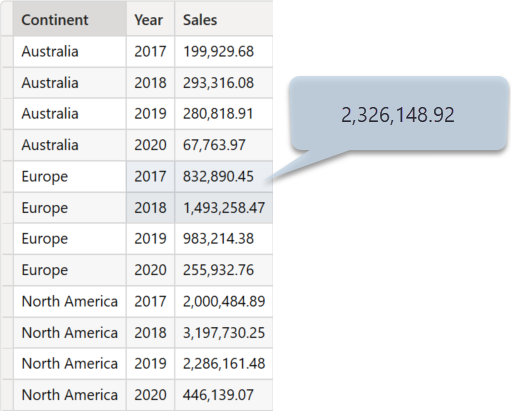 Continent Year Sales
Australia 2017 199,929.68
Australia 2018 293,316.08
Australia 2019 280,818.91
Australia 2020 67,763.97
Europe 2017 832,890.45
Europe 2018 1,493,258.47
Europe 2019 983,214.38
Europe 2020 255,932.76
North America 2017 2,000,484.89
North America 2018 3,197,730.25
North America 2019 2,286,161.48
North America 2020 446,139.07
2,326,148.92